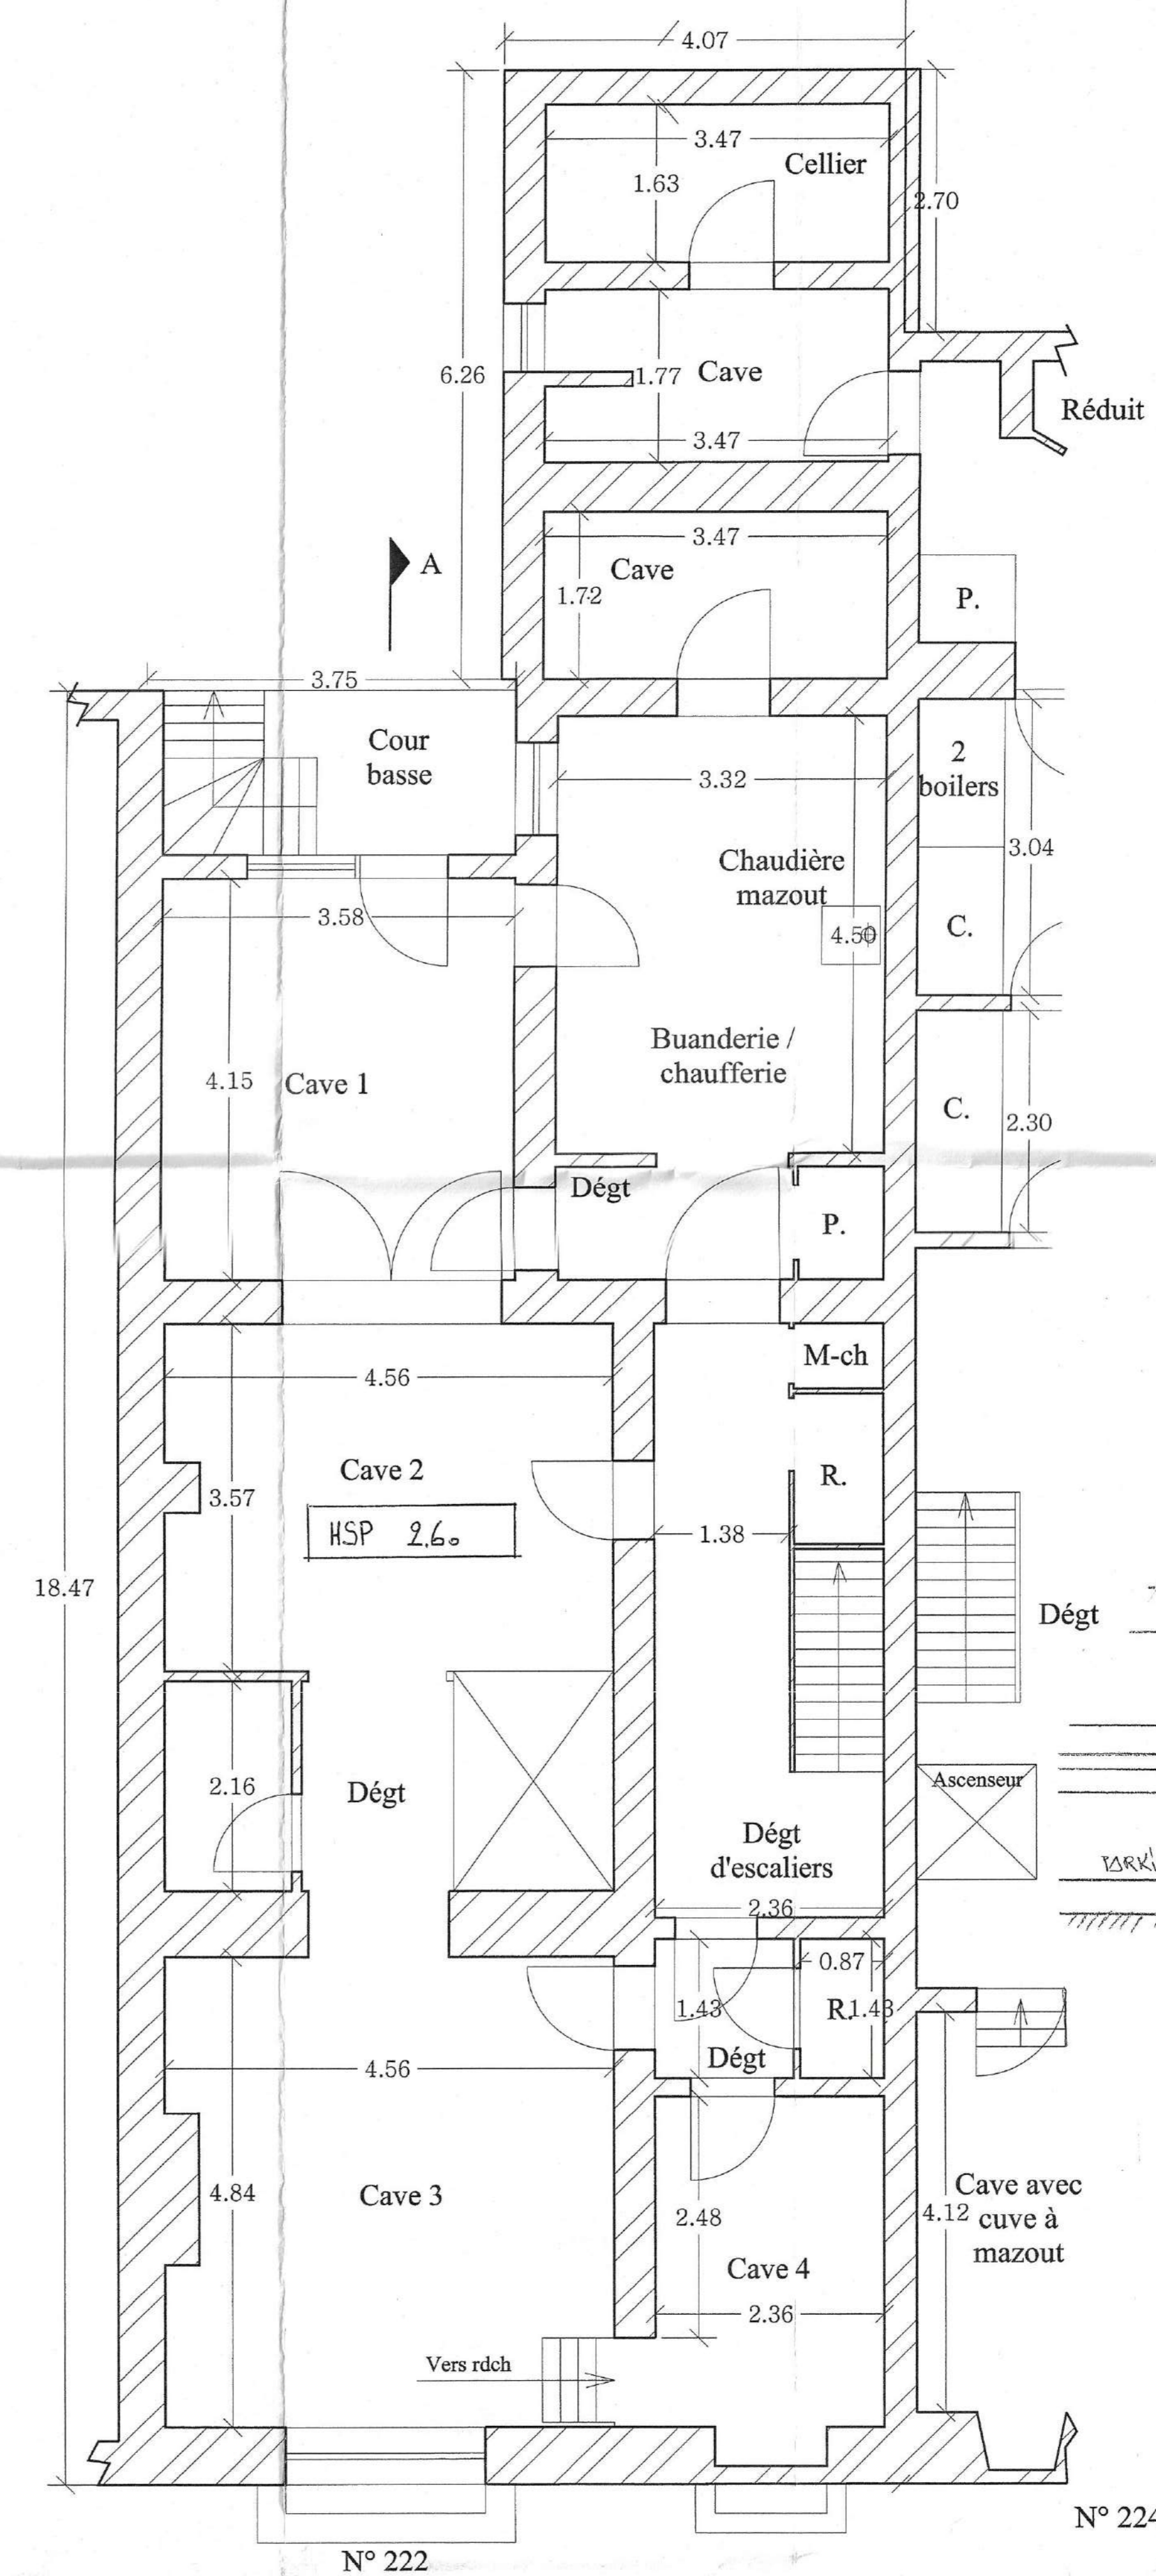 4.07
3.47
Cellier
1.63
2.70
6.26
1.77
Cave
Réduit
3.47
3.47
A
Cave
1.72
P.
3.75
Cour
basse
2
boilers
3.32
3.04
Chaudière
mazout
3.58
4.50
C.
Buanderie /
chaufferie
4.15
Cave 1
C.
2.30
Dégt
P.
M-ch
4.56
Cave 2
R.
3.57
HSP 2.60
1.38
18.47
Dégt
2.16
Dégt
Ascenseur
Dégt
d'escaliers
2.36
0.87
1.43
R.
1.43
Dégt
4.56
4.84
Cave 3
2.48
4.12
Cave avec
cuve à
mazout
Cave 4
2.36
Vers rdch
N° 224
N° 222